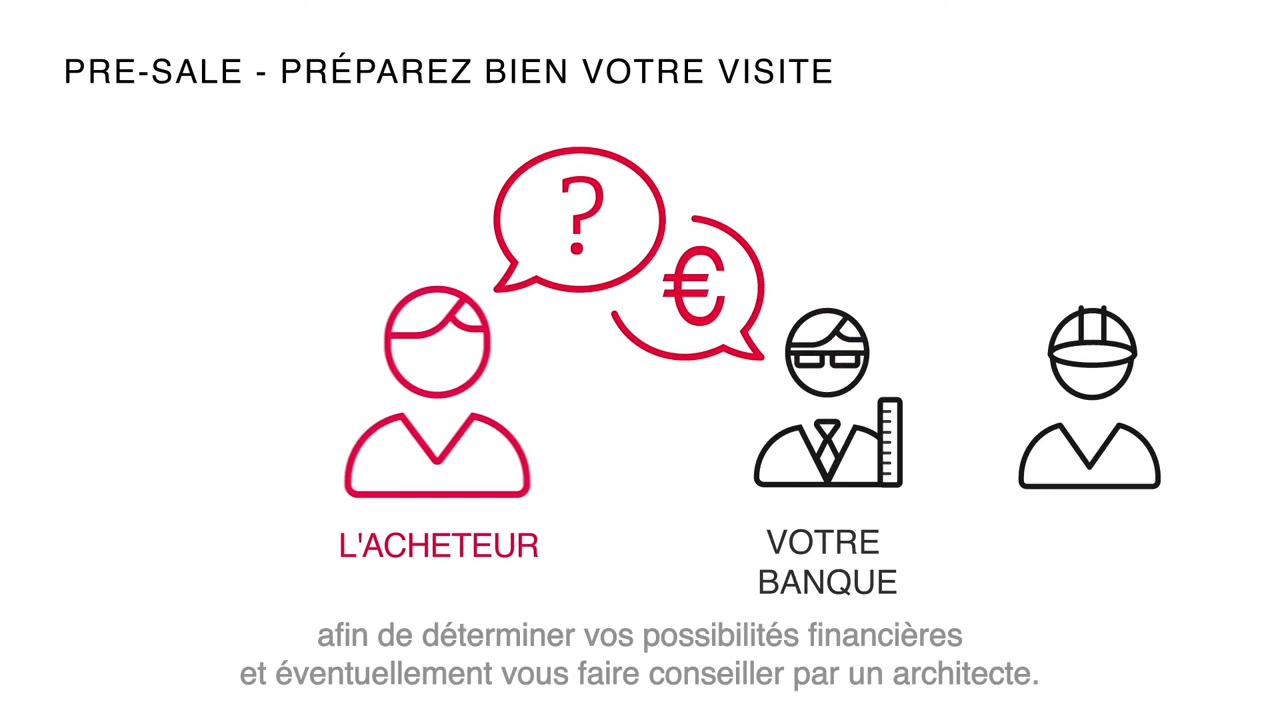 PRE-SALE - PRÉPAREZ BIEN VOTRE VISITE
?
€
L'ACHETEUR
VOTRE
BANQUE
afin de déterminer vos possibilités financières
et éventuellement vous faire conseiller par un architecte.